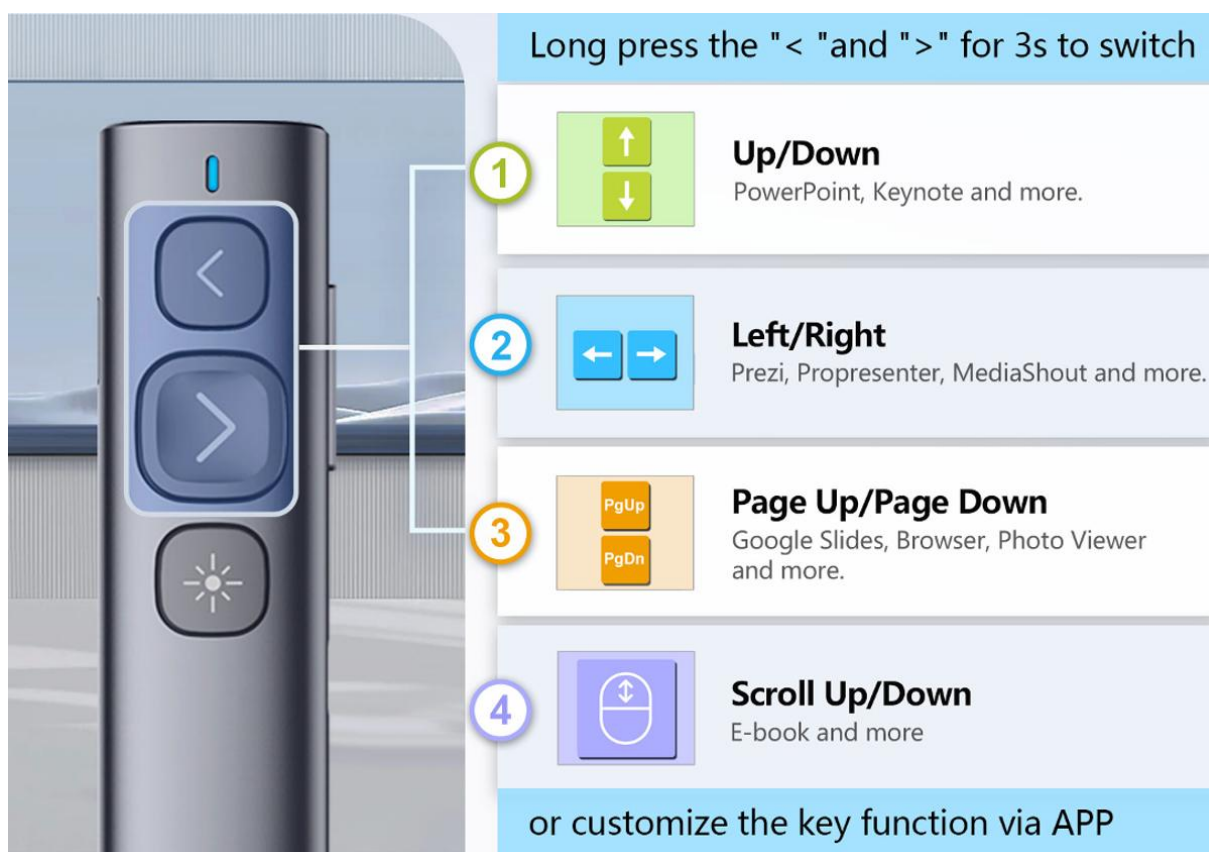 Long press the "< "and ">" for 3s to switch
1
Up/Down
PowerPoint, Keynote and more.
2
Left/Right
Prezi, Propresenter, MediaShout and more.
3
PgUp
PgDn
Page Up/Page Down
Google Slides, Browser, Photo Viewer
and more.
4
Scroll Up/Down
E-book and more
or customize the key function via APP